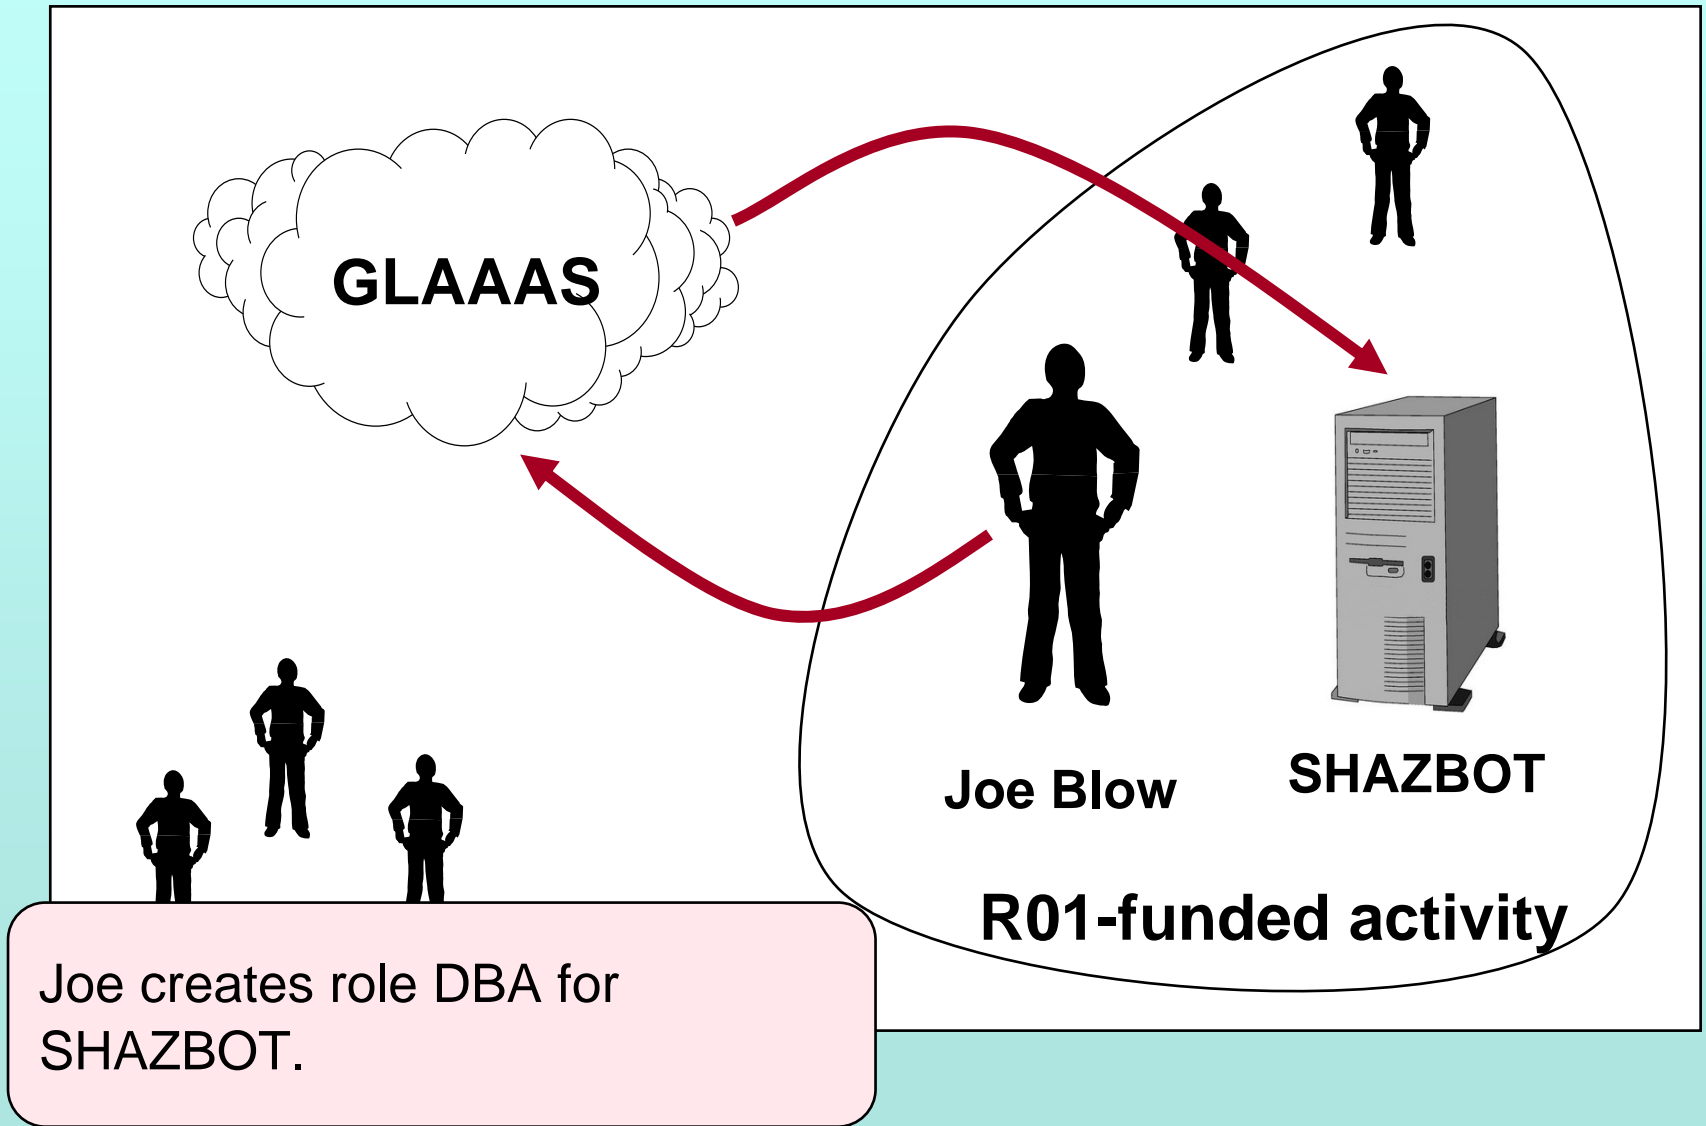 GLAAAS
Joe Blow
SHAZBOT
R01-funded activity
Joe creates role DBA for
SHAZBOT.